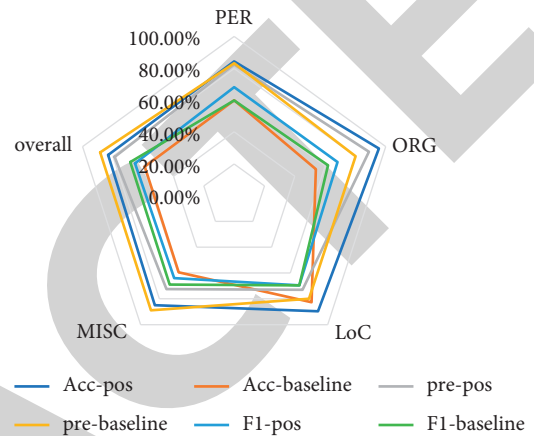 PER
100.00%
80.00%
60.00%
40.00%
20.00%
0.00%
overall
ORG
MISC
LoC
Acc-pos
Acc-baseline
pre-pos
pre-baseline
F1-pos
F1-baseline